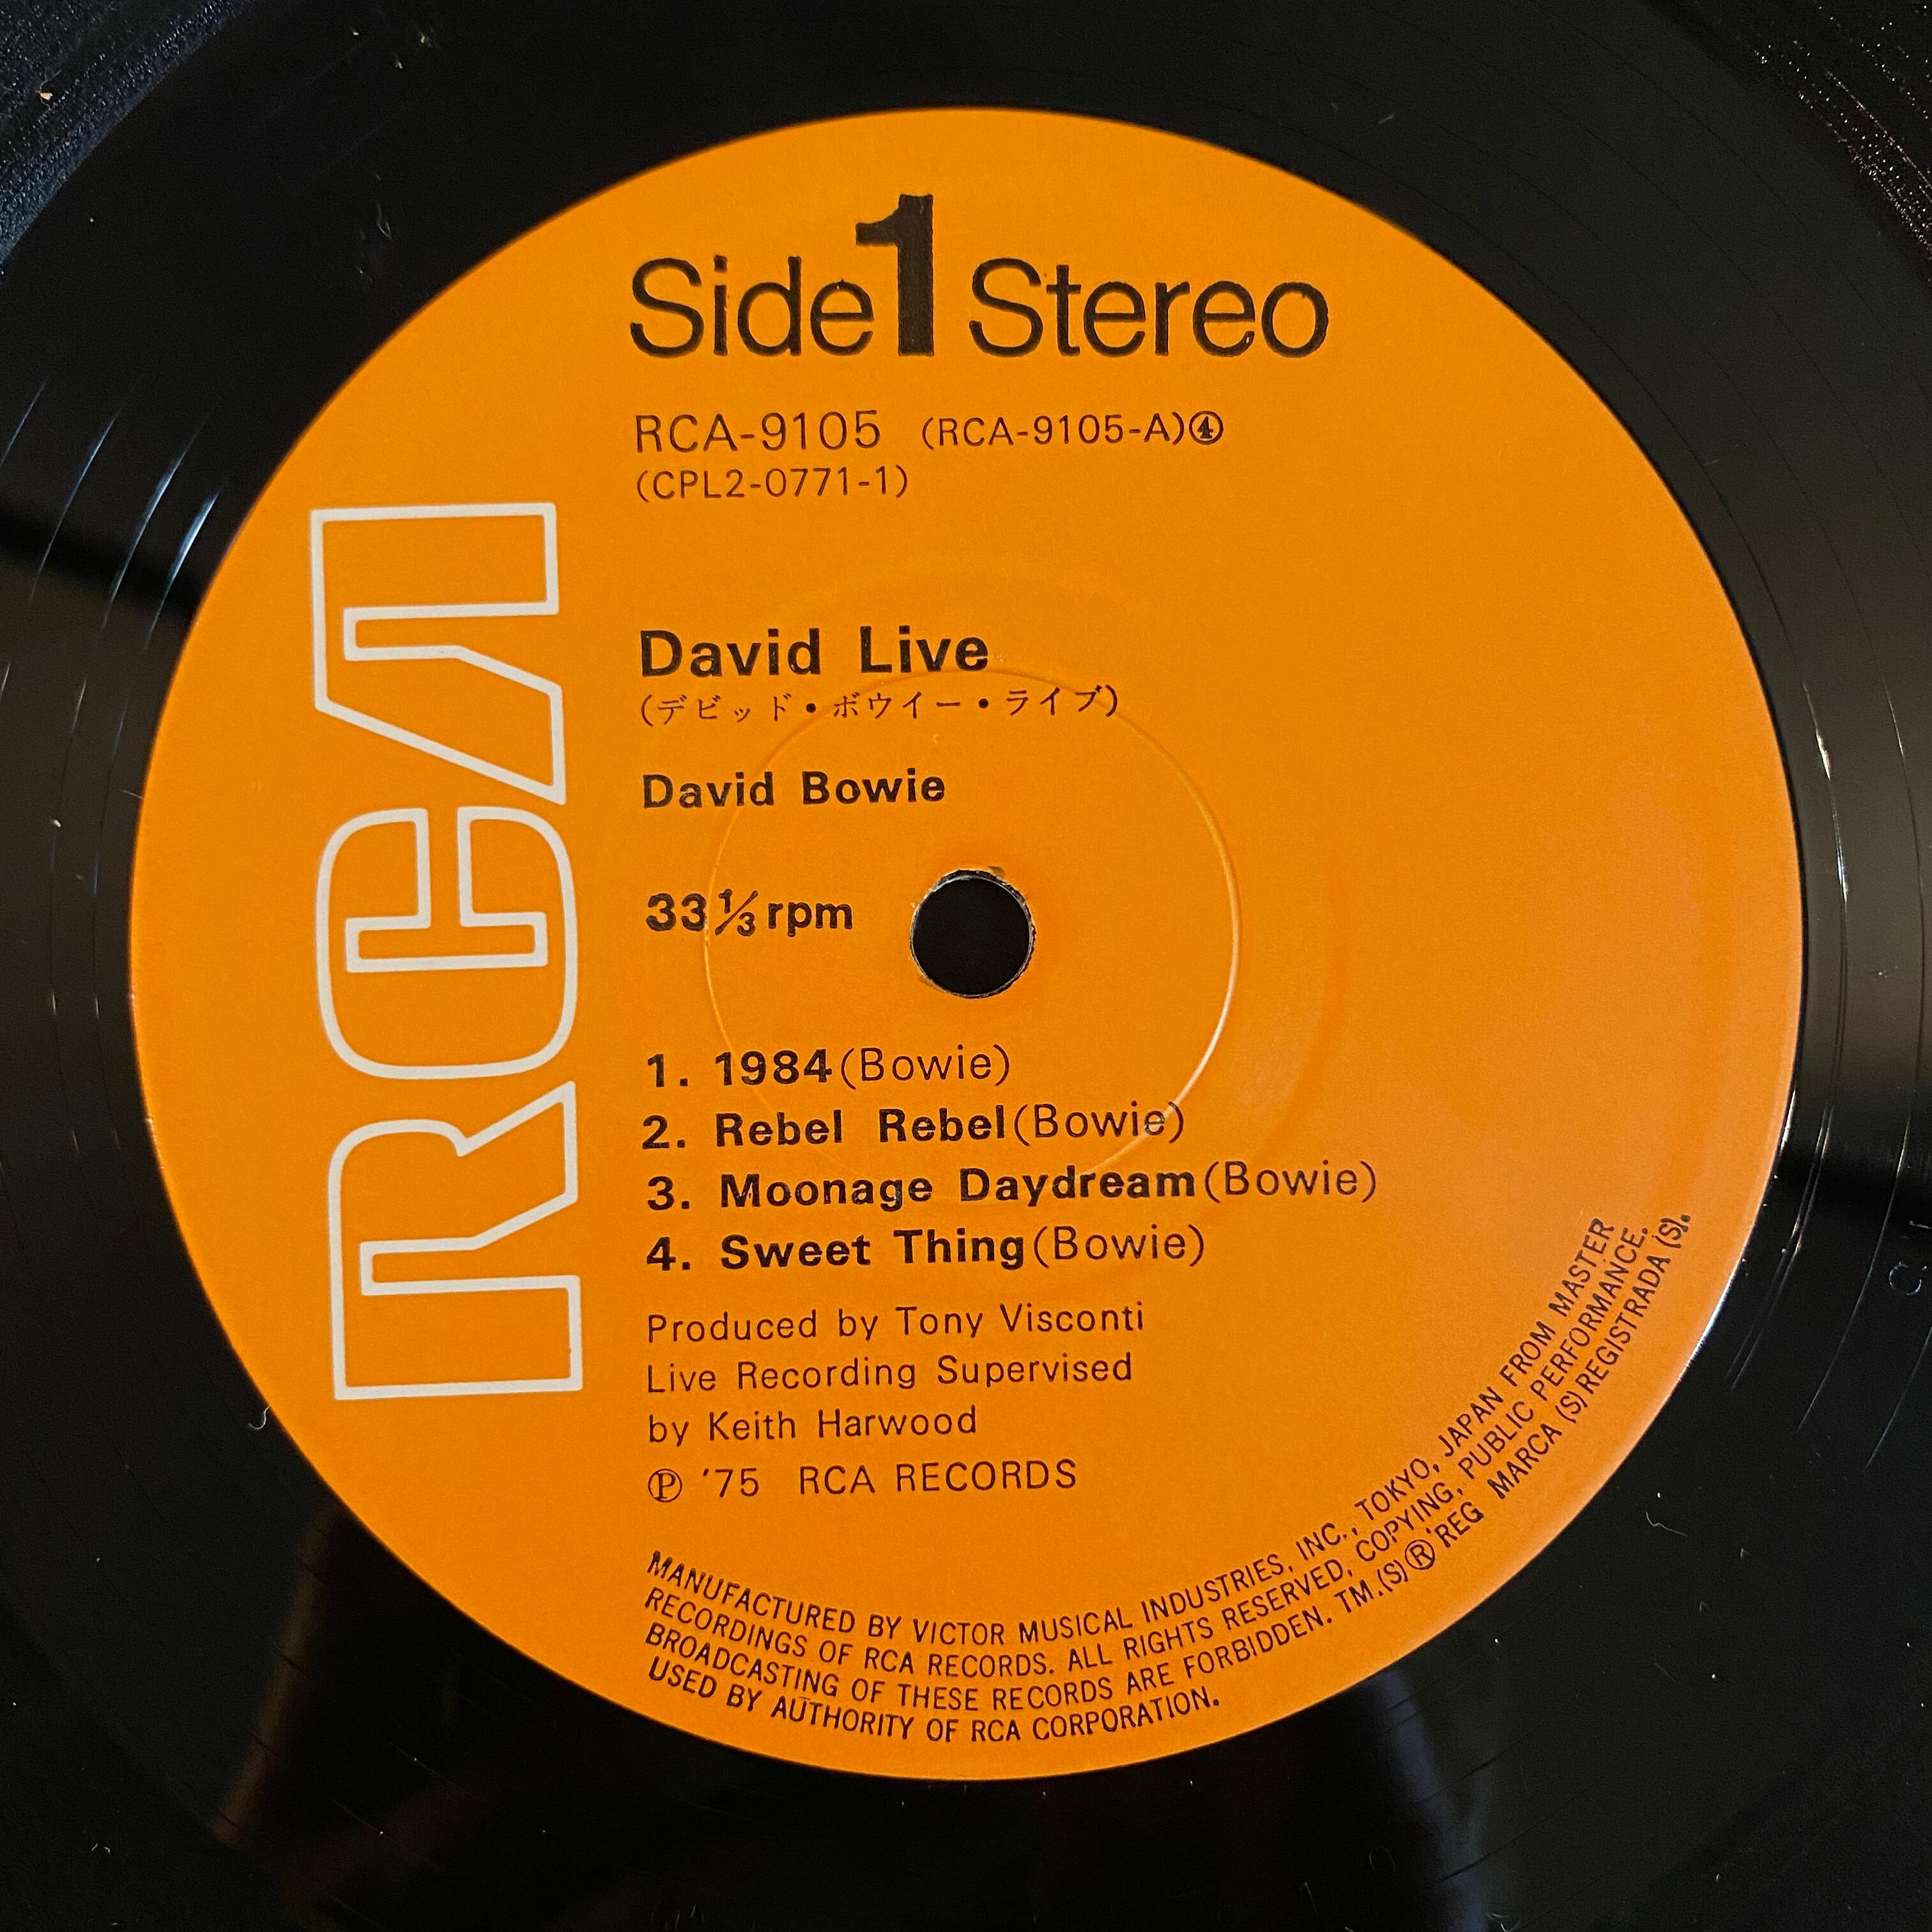 Side 1 Stereo
RCA-9105 (RCA-9105-A)④
(CPL2-0771-1)
RCA
David Live
(デビッド・ボウイー・ライブ)
David Bowie
33⅓ rpm
1. 1984 (Bowie)
2. Rebel Rebel (Bowie)
3. Moonage Daydream (Bowie)
4. Sweet Thing (Bowie)
Produced by Tony Visconti
Live Recording Supervised
by Keith Harwood
Ⓟ '75 RCA RECORDS
MANUFACTURED BY VICTOR MUSICAL INDUSTRIES, INC., TOKYO, JAPAN FROM MASTER
RECORDINGS OF RCA RECORDS. ALL RIGHTS RESERVED, COPYING, PUBLIC PERFORMANCE,
BROADCASTING OF THESE RECORDS ARE FORBIDDEN. TM.(S)® REG MARCA (S) REGISTRADA (S).
USED BY AUTHORITY OF RCA CORPORATION.